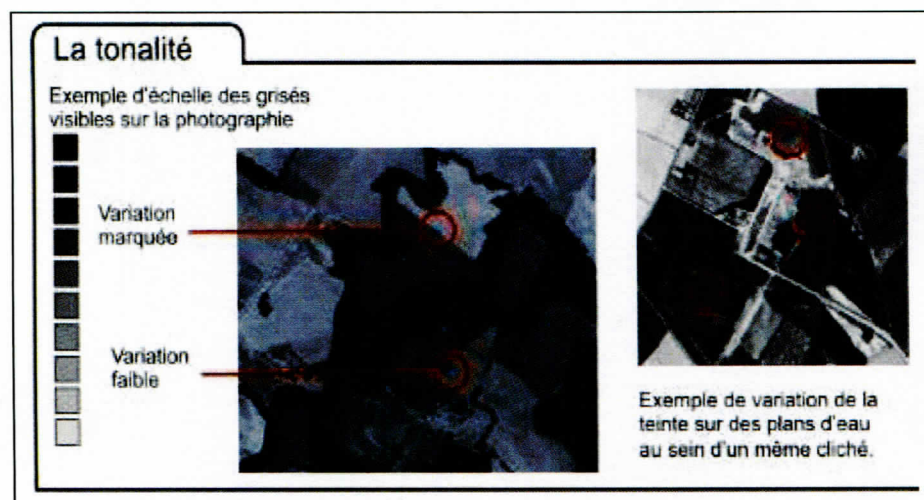 La tonalité
Exemple d'échelle des grisés
visibles sur la photographie
Variation
marquée
Variation
faible
Exemple de variation de la
teinte sur des plans d'eau
au sein d'un même cliché.